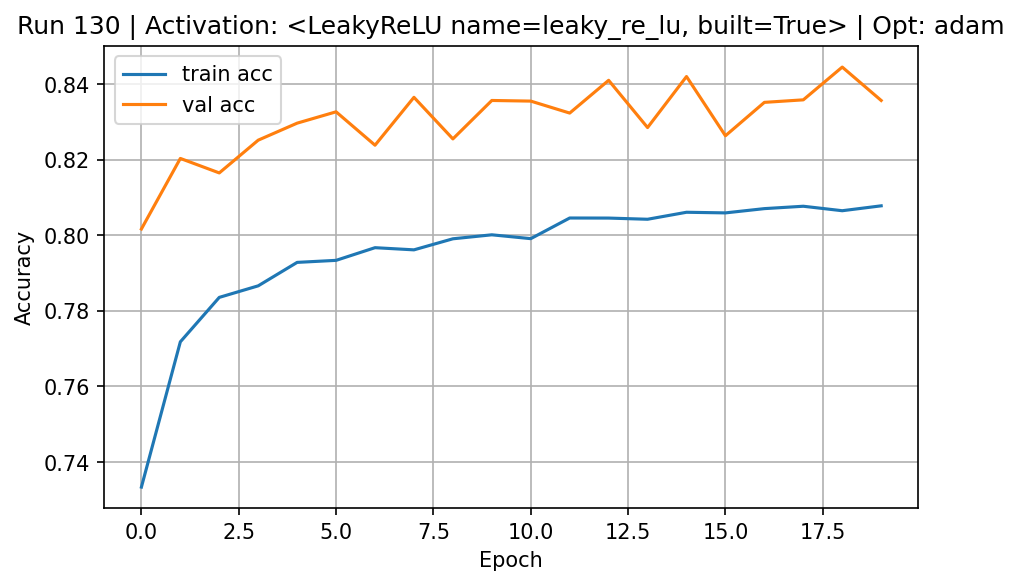 Run 130 | Activation: <LeakyReLU name=leaky_re_lu, built=True> | Opt: adam
train acc
val acc
0.84
0.82
0.80
0.78
0.76
0.74
Accuracy
0.0 2.5 5.0 7.5 10.0 12.5 15.0 17.5
Epoch